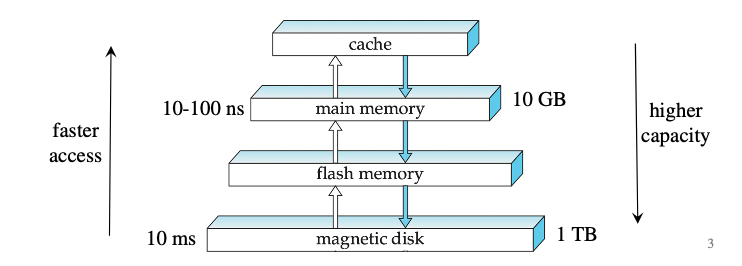 cache
10-100 ns
main memory
10 GB
faster
access
higher
capacity
flash memory
10 ms
magnetic disk
1 TB
3